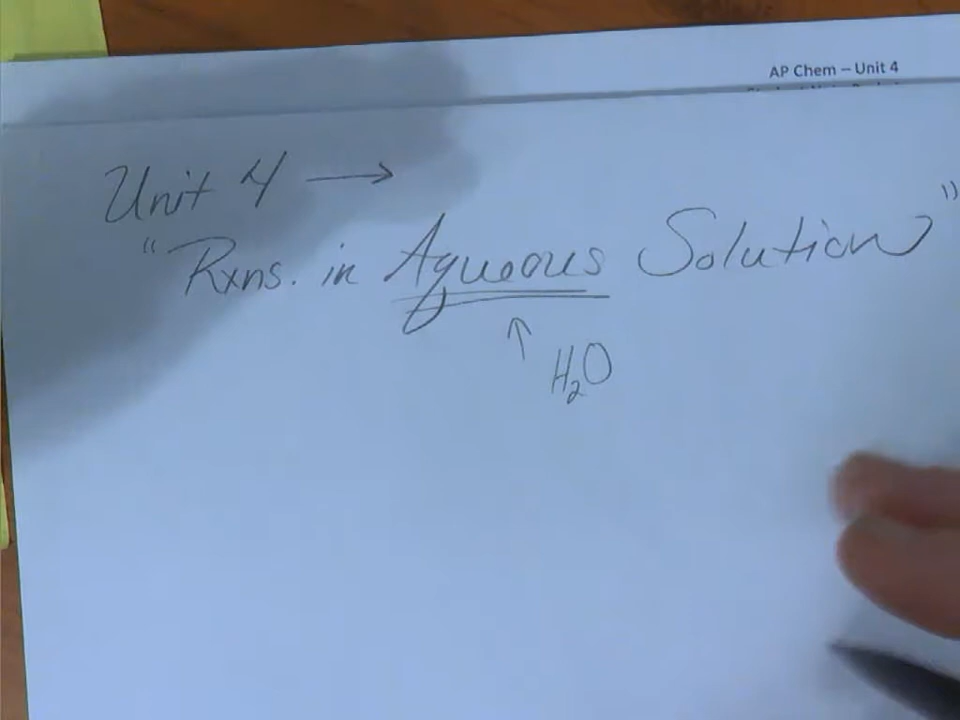 AP Chem – Unit 4
Unit 4 →
"Rxns. in Aqueous Solution"
↑
H₂O